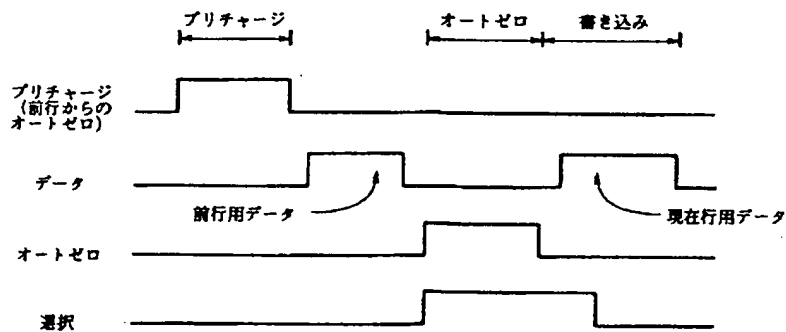 プリチャージ
オートゼロ
書き込み
プリチャージ
(前行からの
オートゼロ)
データ
前行用データ
現在行用データ
オートゼロ
選択